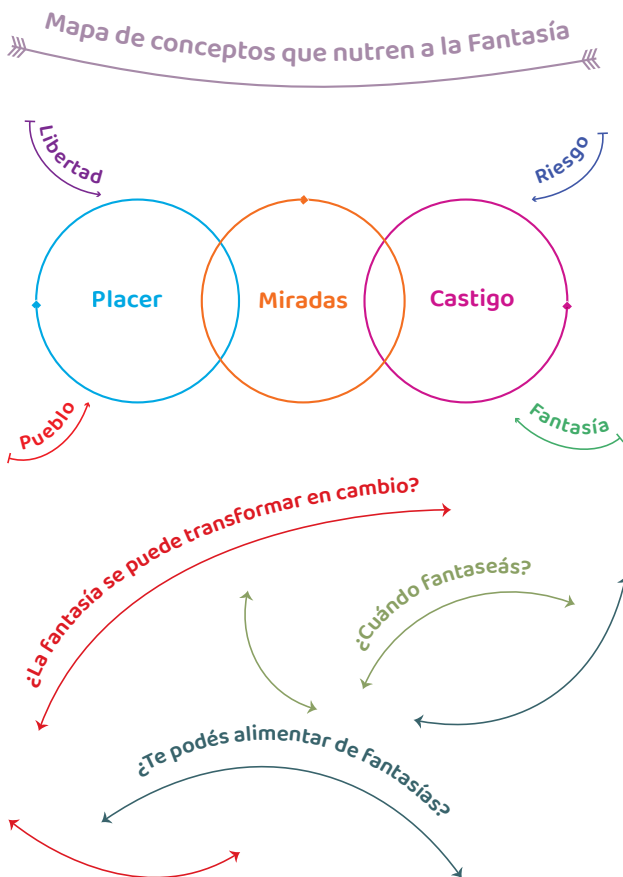 Mapa de conceptos que nutren a la Fantasía
Libertad
Riesgo
Placer
Miradas
Castigo
Pueblo
Fantasía
¿La fantasía se puede transformar en cambio?
¿Cuándo fantaseás?
¿Te podés alimentar de fantasías?